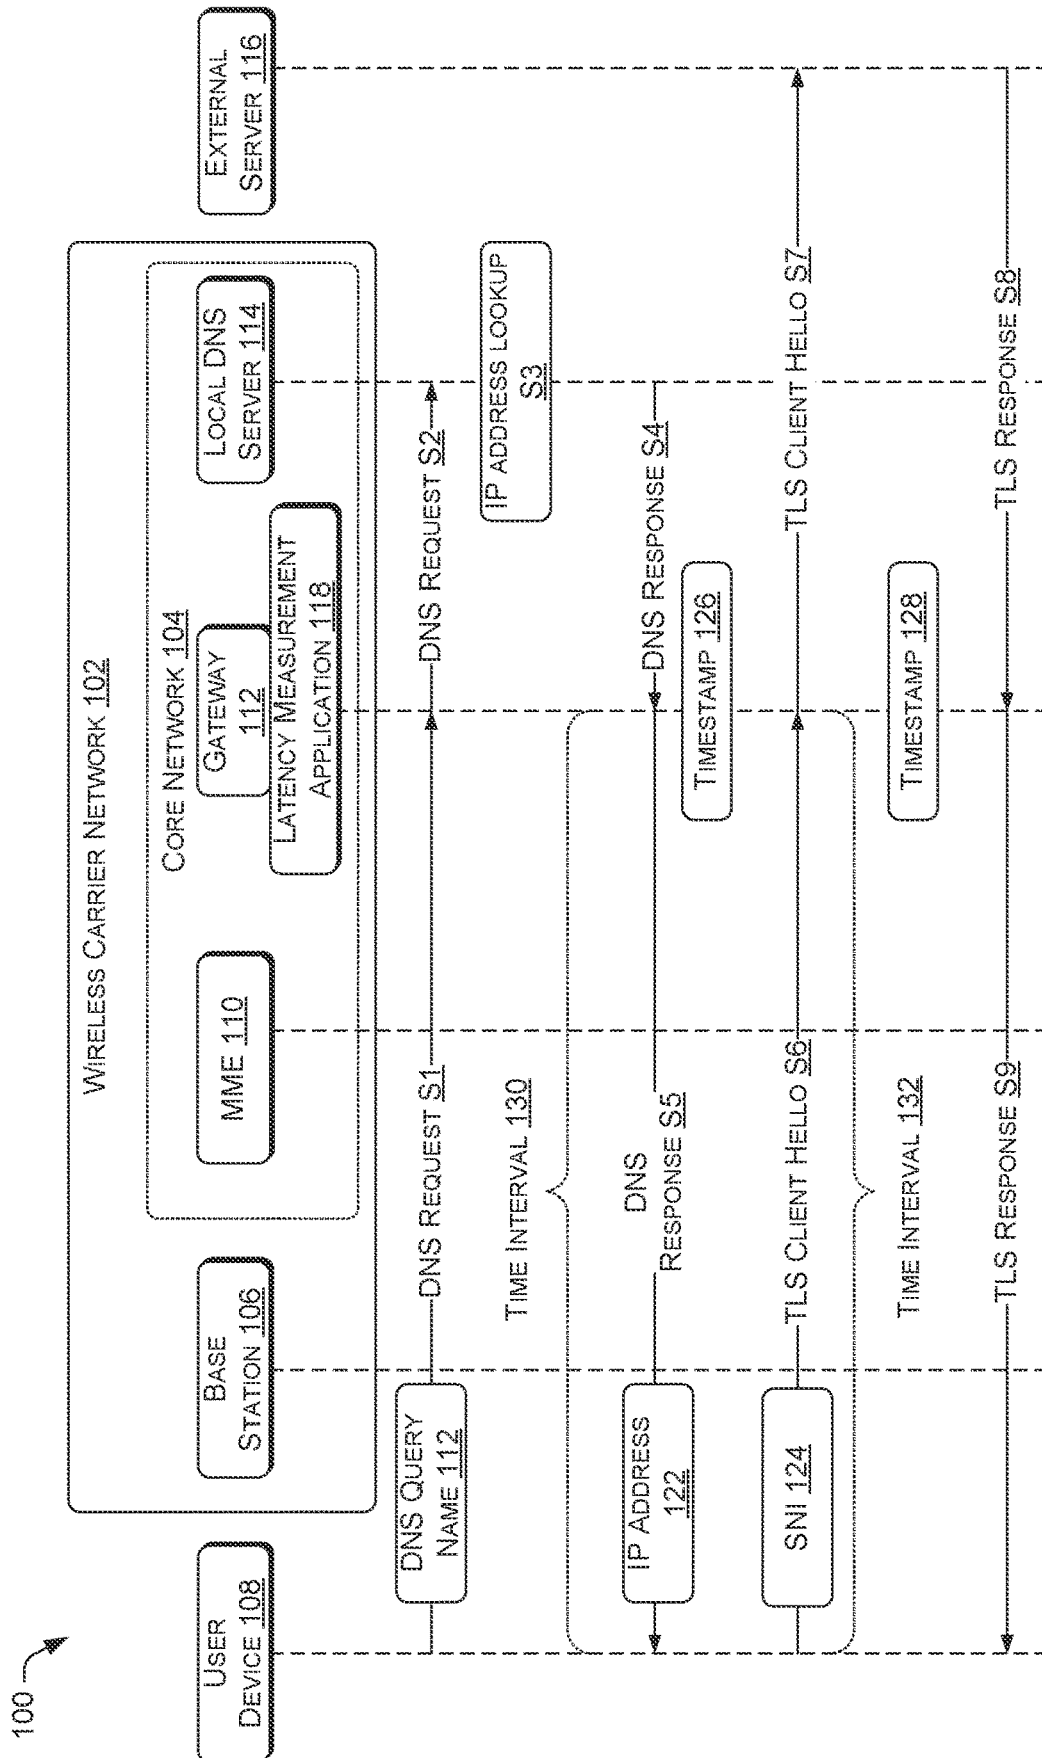 100
WIRELESS CARRIER NETWORK 102
CORE NETWORK 104
USER
DEVICE 108
BASE
STATION 106
MME 110
GATEWAY
112
LATENCY MEASUREMENT
APPLICATION 118
LOCAL DNS
SERVER 114
EXTERNAL
SERVER 116
DNS QUERY
NAME 112
DNS REQUEST S1
DNS REQUEST S2
TIME INTERVAL 130
IP ADDRESS LOOKUP
S3
IP ADDRESS
122
DNS
RESPONSE S5
DNS RESPONSE S4
TIMESTAMP 126
SNI 124
TLS CLIENT HELLO S6
TLS CLIENT HELLO S7
TIME INTERVAL 132
TIMESTAMP 128
TLS RESPONSE S9
TLS RESPONSE S8